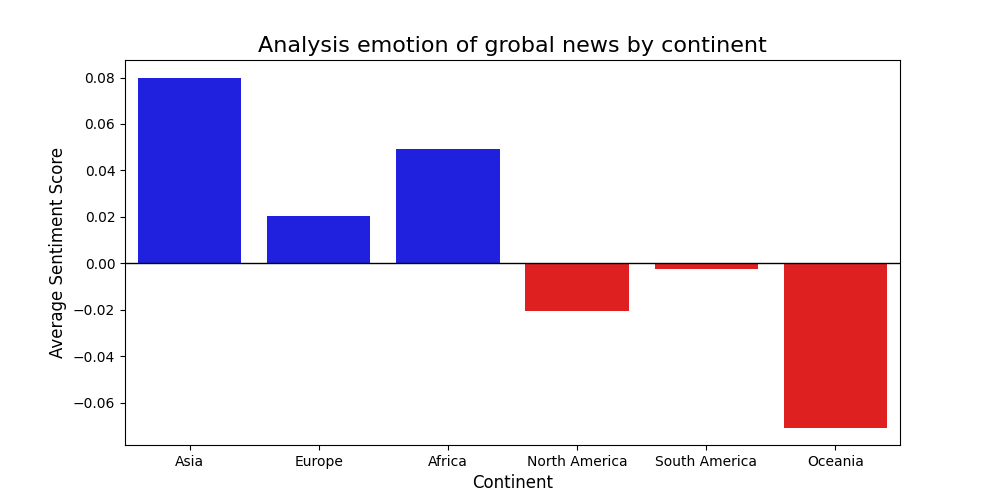 Analysis emotion of grobal news by continent
Average Sentiment Score
0.08
0.06
0.04
0.02
0.00
−0.02
−0.04
−0.06
Asia Europe Africa North America South America Oceania
Continent